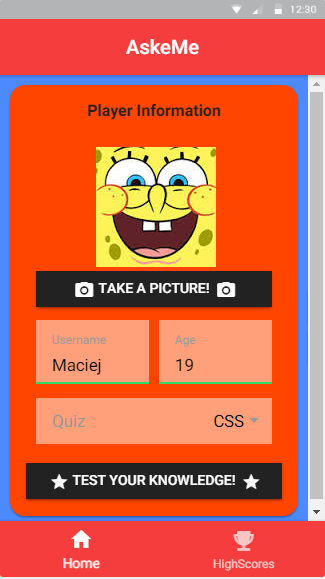 12:30
AskeMe
Player Information
TAKE A PICTURE!
Username
Age
Maciej
19
Quiz
CSS
TEST YOUR KNOWLEDGE!
Home
HighScores